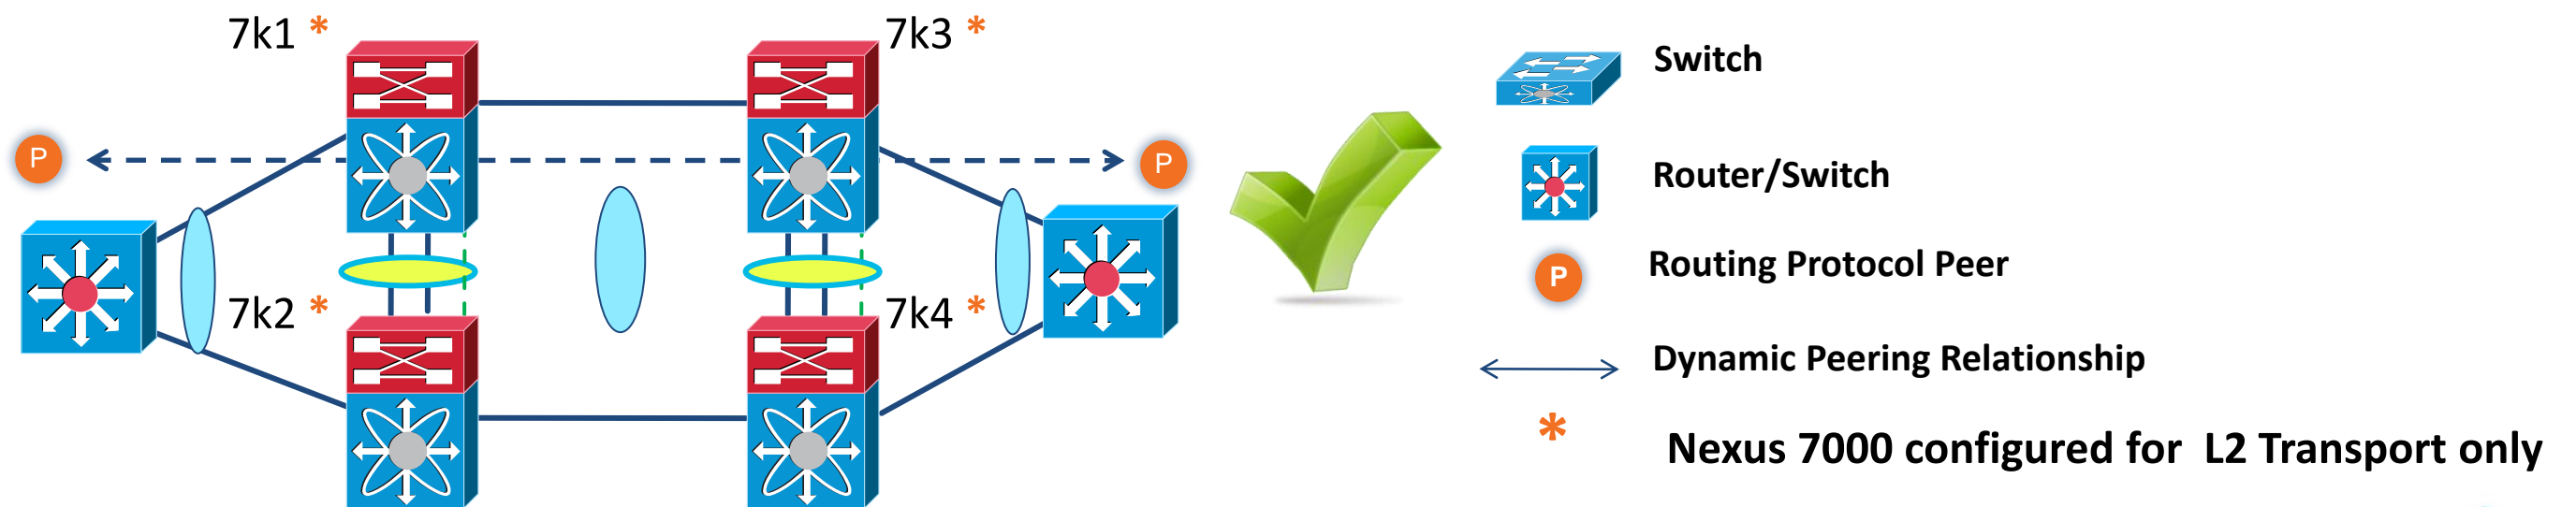 7k1 *
7k3 *
P
P
7k2 *
7k4 *
Switch
Router/Switch
P
Routing Protocol Peer
Dynamic Peering Relationship
* Nexus 7000 configured for L2 Transport only